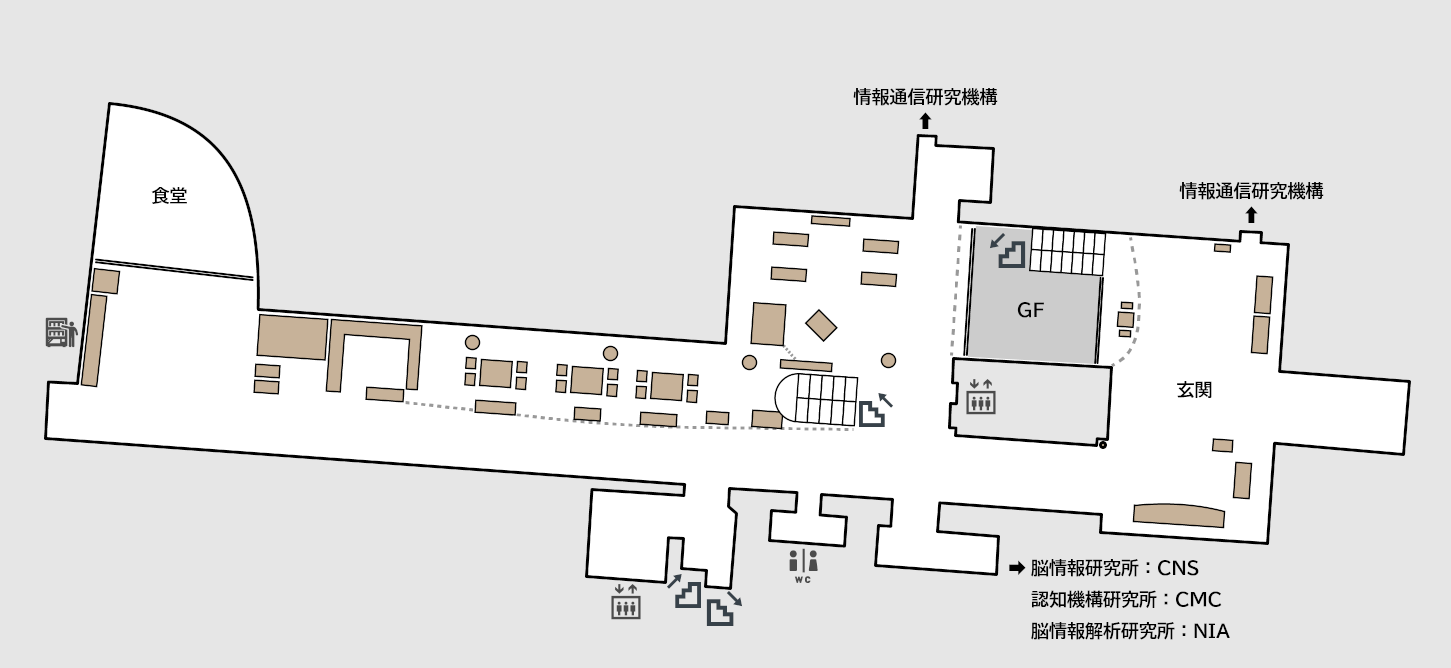 情報通信研究機構
情報通信研究機構
食堂
GF
玄関
WC
脳情報研究所：CNS
認知機構研究所：CMC
脳情報解析研究所：NIA